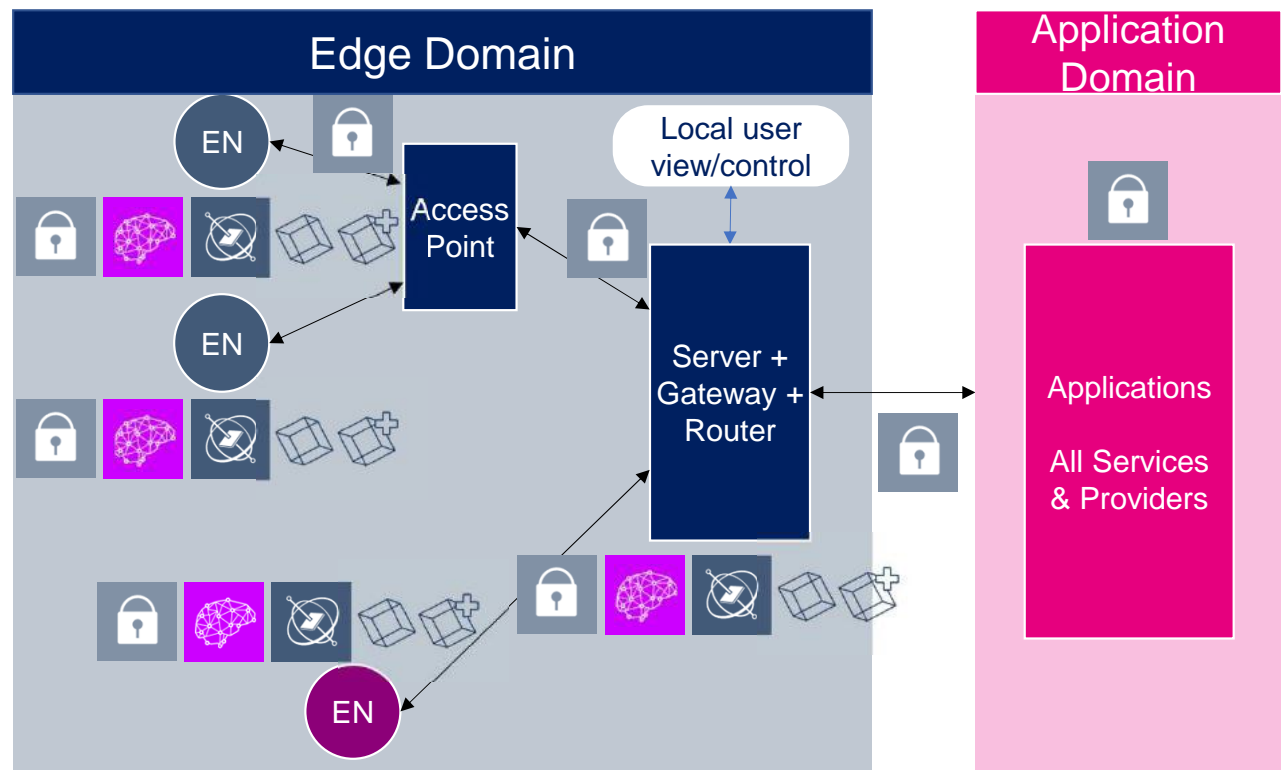 Edge Domain
Application
Domain
EN
Local user
view/control
Access
Point
EN
Server +
Gateway +
Router
Applications
All Services
& Providers
EN